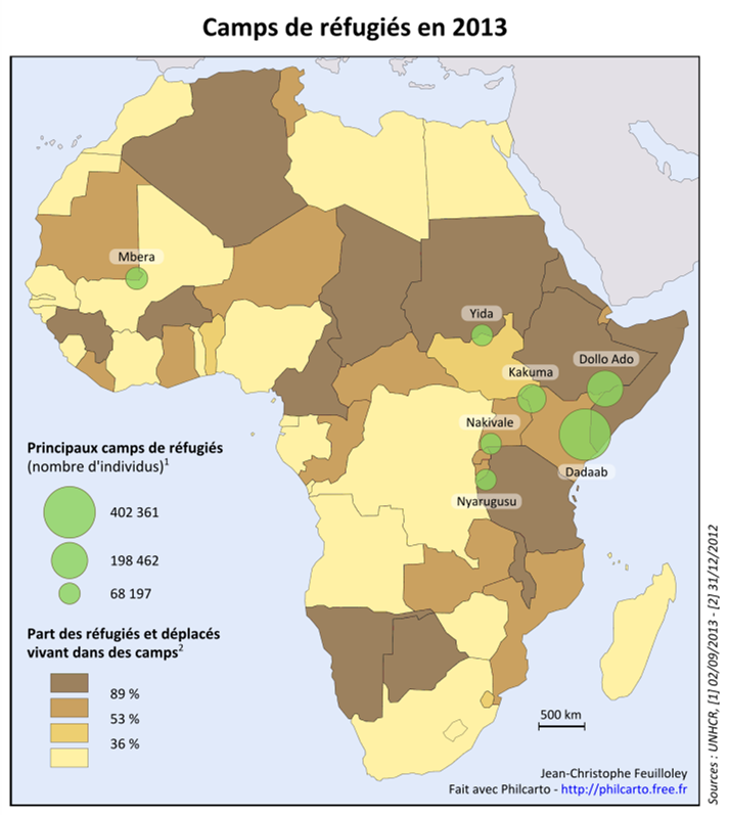 Camps de réfugiés en 2013
Mbera
Yida
Dollo Ado
Kakuma
Nakivale
Dadaab
Nyarugusu
Principaux camps de réfugiés
(nombre d'individus)¹
402 361
198 462
68 197
Part des réfugiés et déplacés
vivant dans des camps²
89 %
53 %
36 %
500 km
Jean-Christophe Feuilloley
Fait avec Philcarto - http://philcarto.free.fr
Sources : UNHCR, [1] 02/09/2013 - [2] 31/12/2012